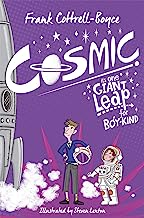 Frank Cottrell-Boyce
COSMIC
IT'S ONE
GIANT
LEAP
for
BOY-KIND
Illustrated by Steven Lenton